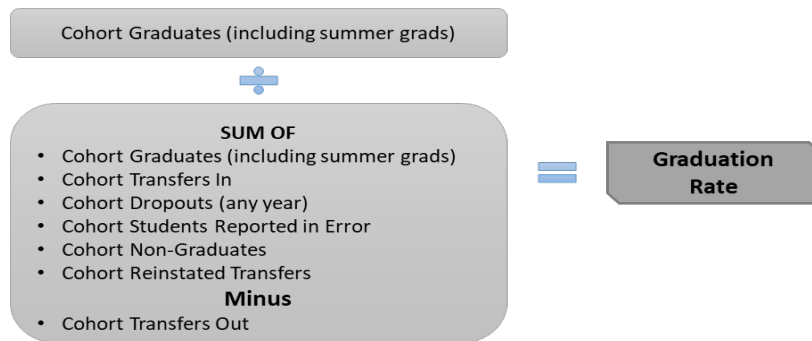 Cohort Graduates (including summer grads)
SUM OF
• Cohort Graduates (including summer grads)
• Cohort Transfers In
• Cohort Dropouts (any year)
• Cohort Students Reported in Error
• Cohort Non-Graduates
• Cohort Reinstated Transfers
Minus
• Cohort Transfers Out
Graduation
Rate